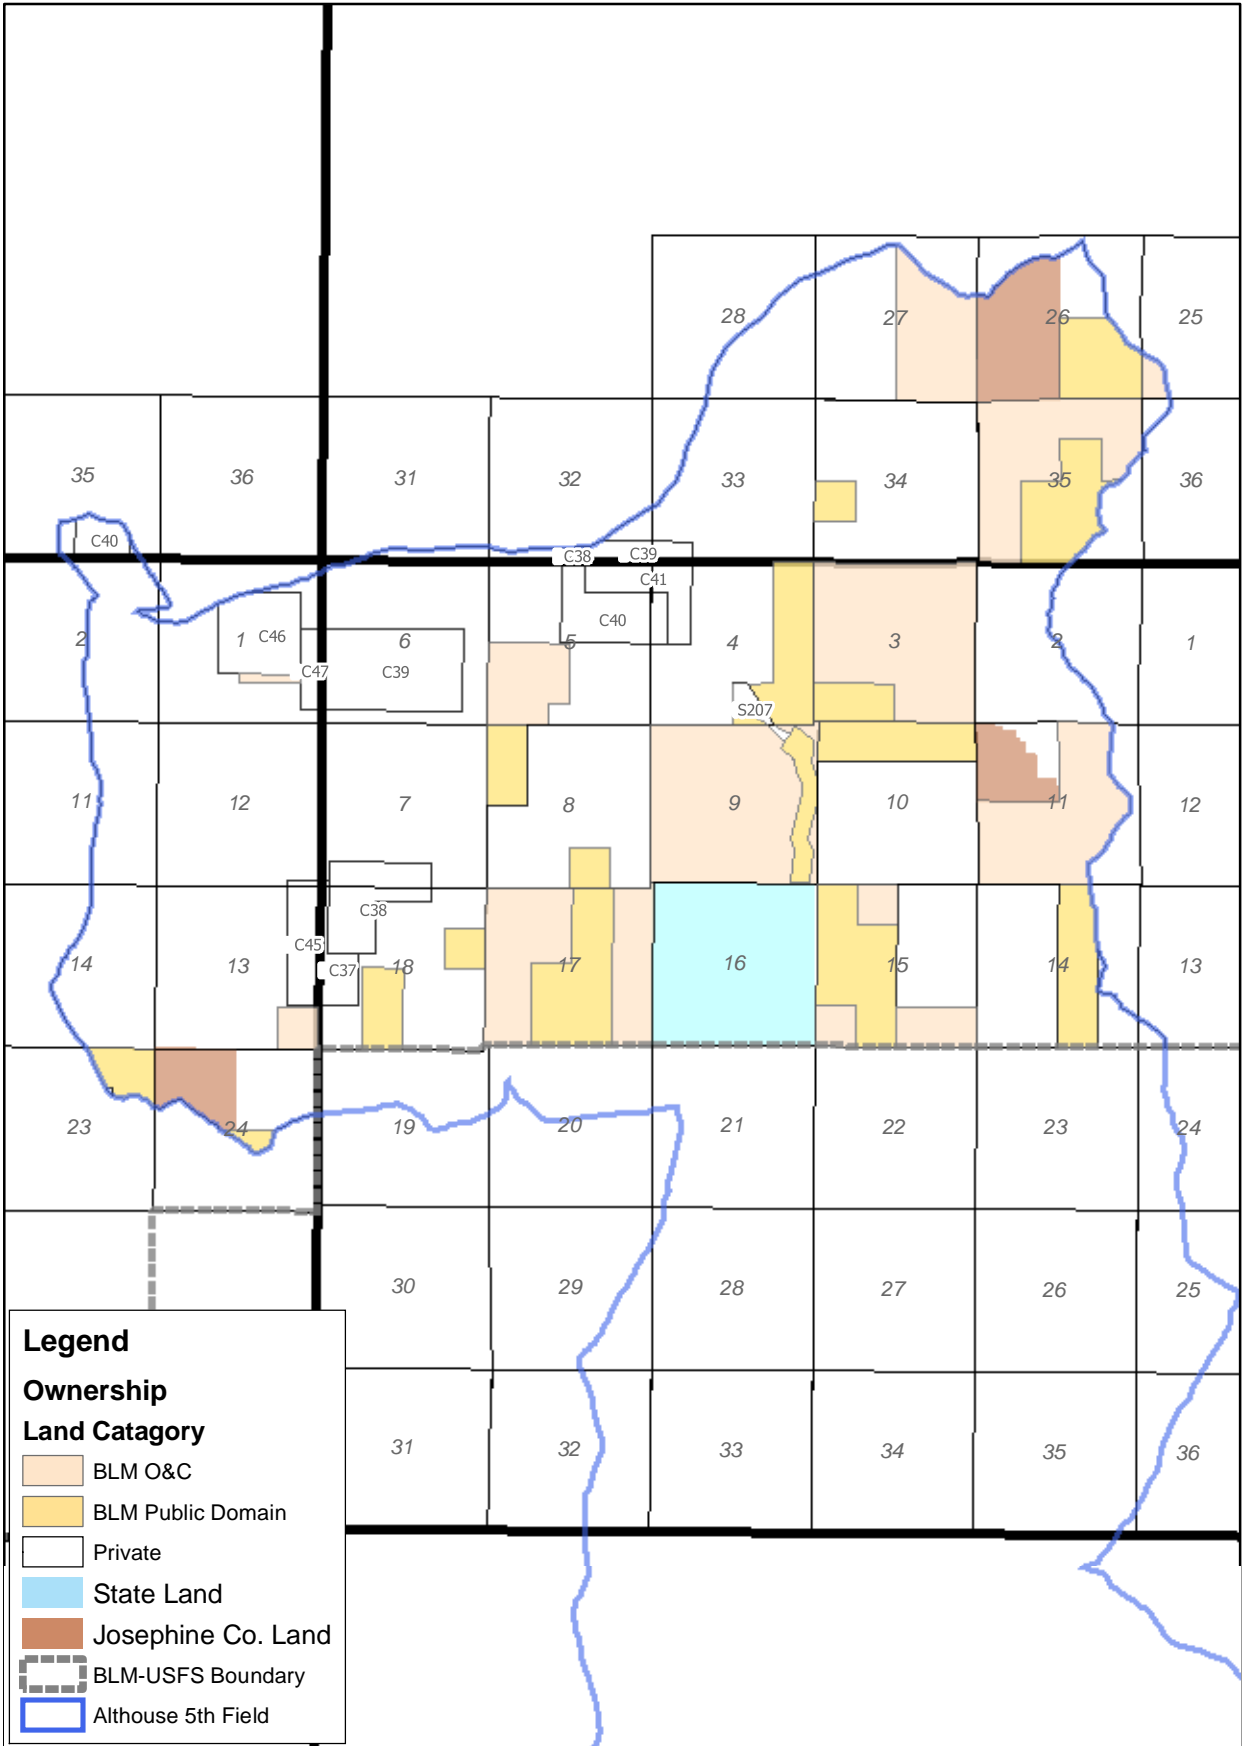 28 27 26 25
35 36 31 32 33 34 35 36
C40 C38 C39
C41
C46 C40
2 1 6 5 4 3 2 1
C47 C39
S207
11 12 7 8 9 10 11 12
C38
C45
C37
14 13 18 17 16 15 14 13
23 24 19 20 21 22 23 24
30 29 28 27 26 25
31 32 33 34 35 36
Legend
Ownership
Land Catagory
BLM O&C
BLM Public Domain
Private
State Land
Josephine Co. Land
BLM-USFS Boundary
Althouse 5th Field